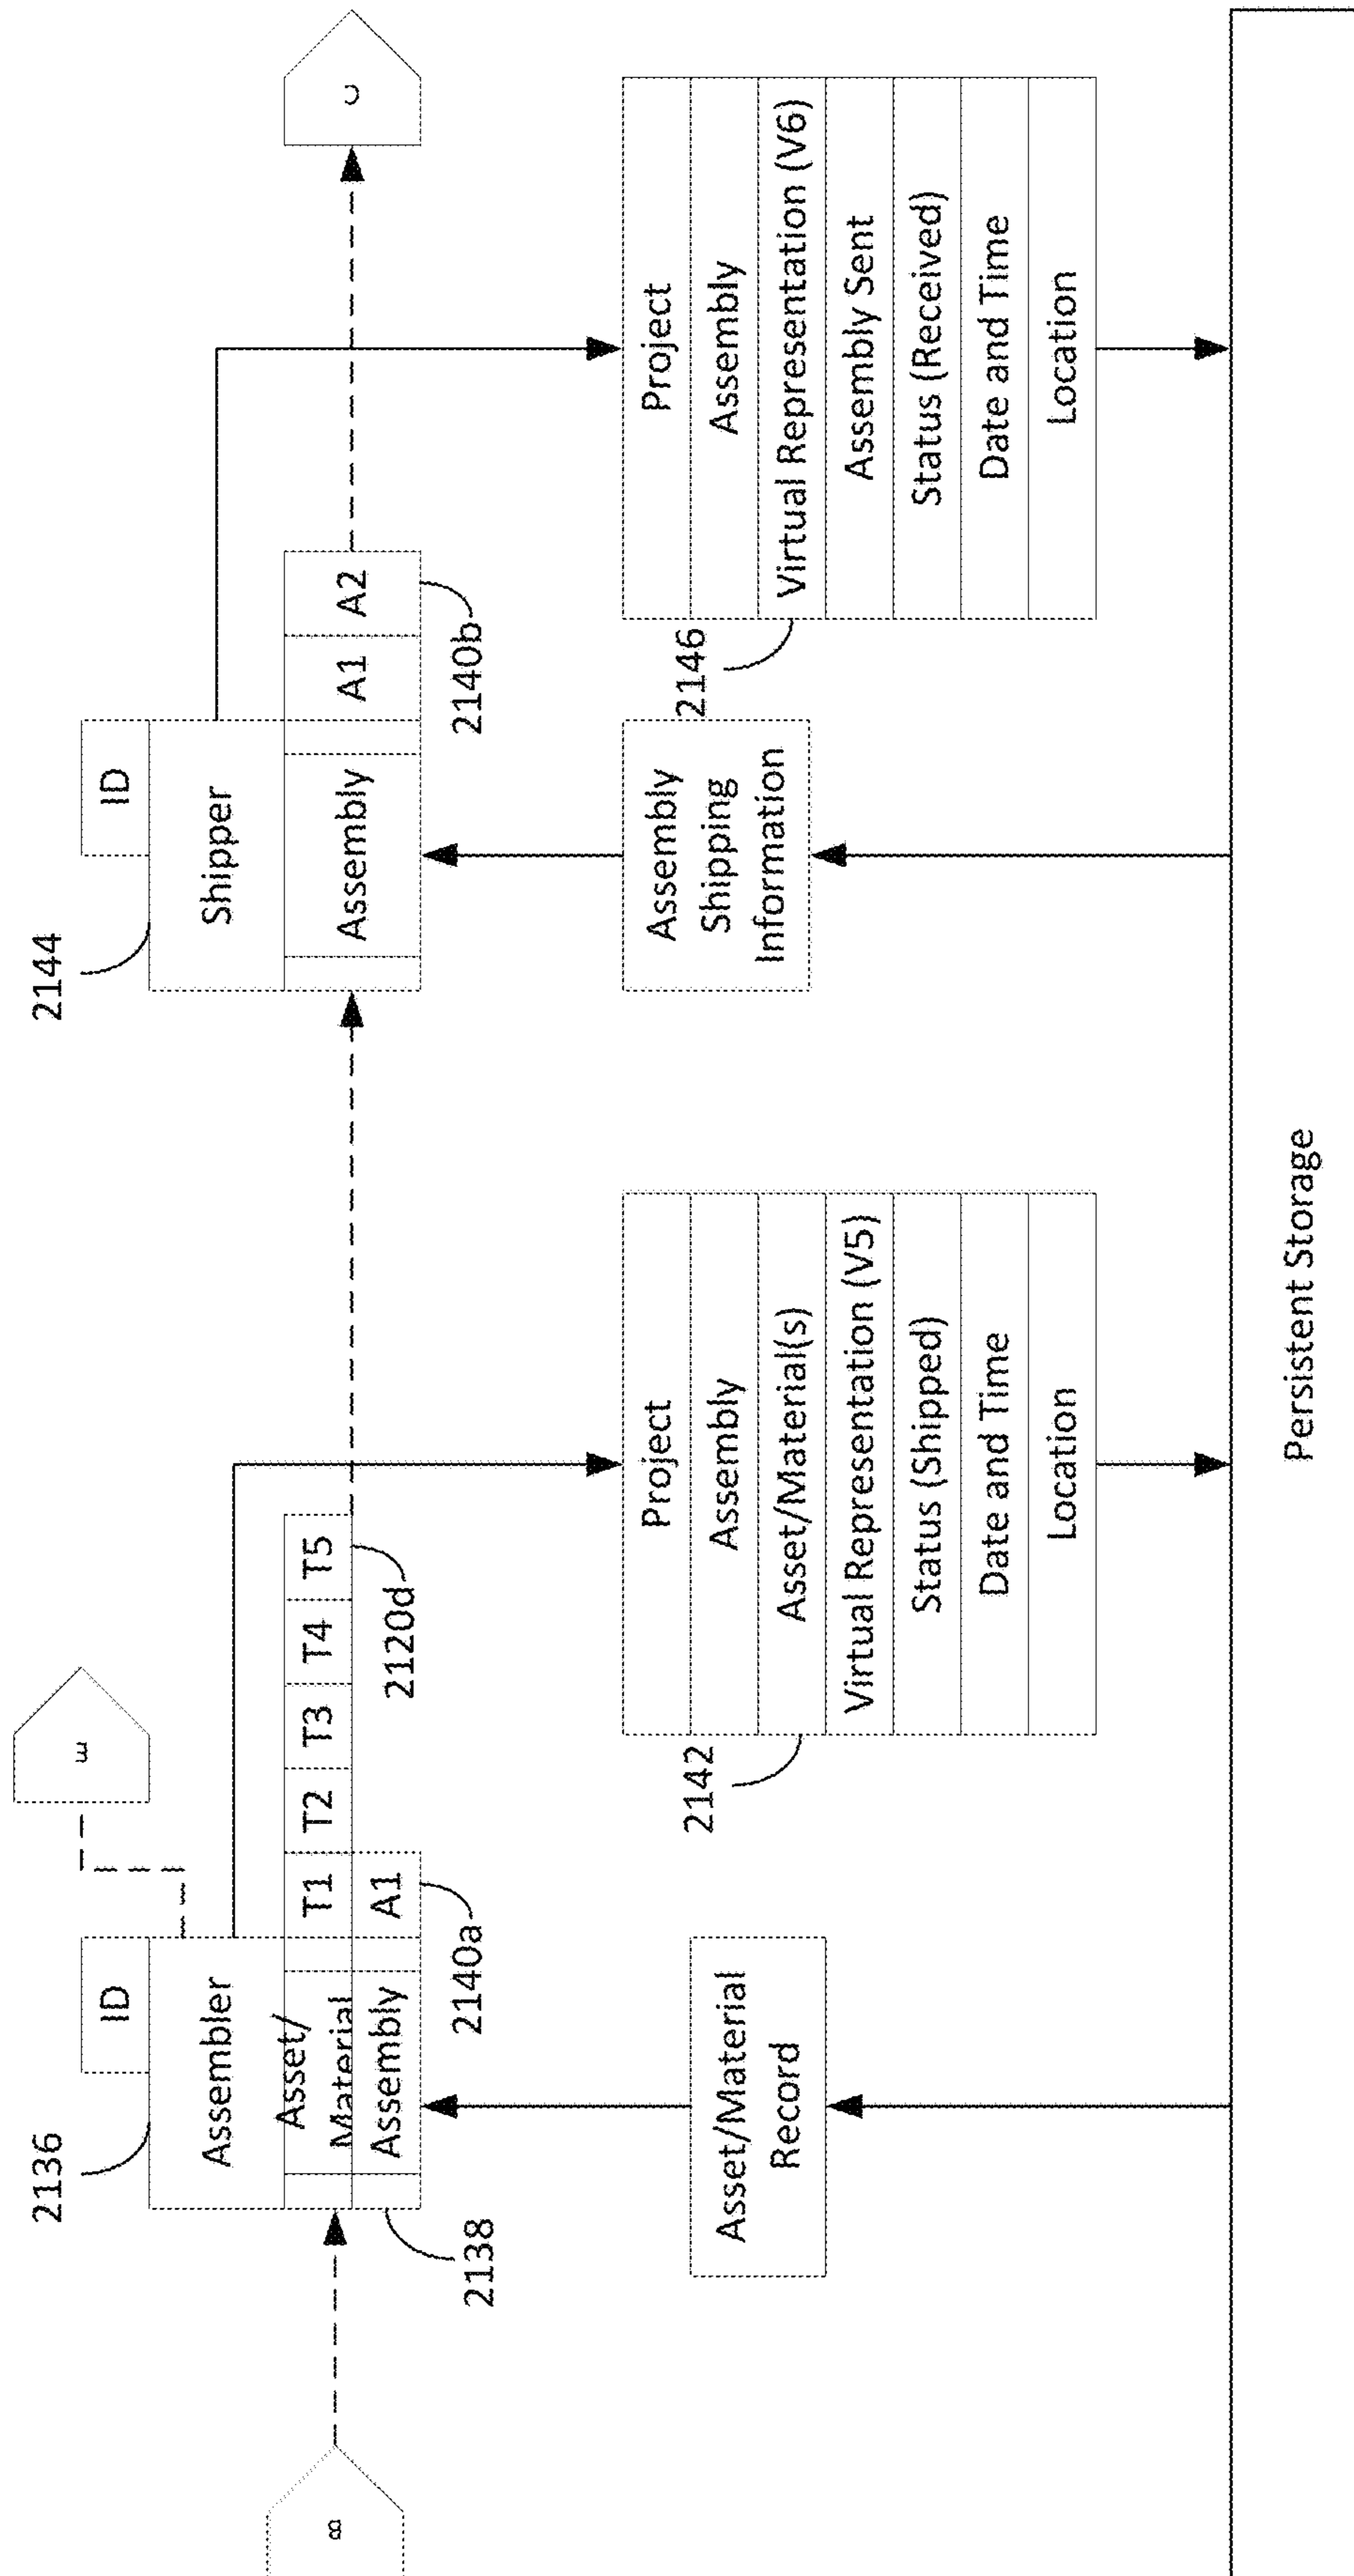 B
2136
ID
Assembler
Asset/
Material
Assembly
T1
T2
T3
T4
T5
A1
2138
2140a
2120d
E
Asset/Material
Record
2142
Project
Assembly
Asset/Material(s)
Virtual Representation (V5)
Status (Shipped)
Date and Time
Location
2144
ID
Shipper
Assembly
A1
A2
2140b
C
Assembly
Shipping
Information
2146
Project
Assembly
Virtual Representation (V6)
Assembly Sent
Status (Received)
Date and Time
Location
Persistent Storage